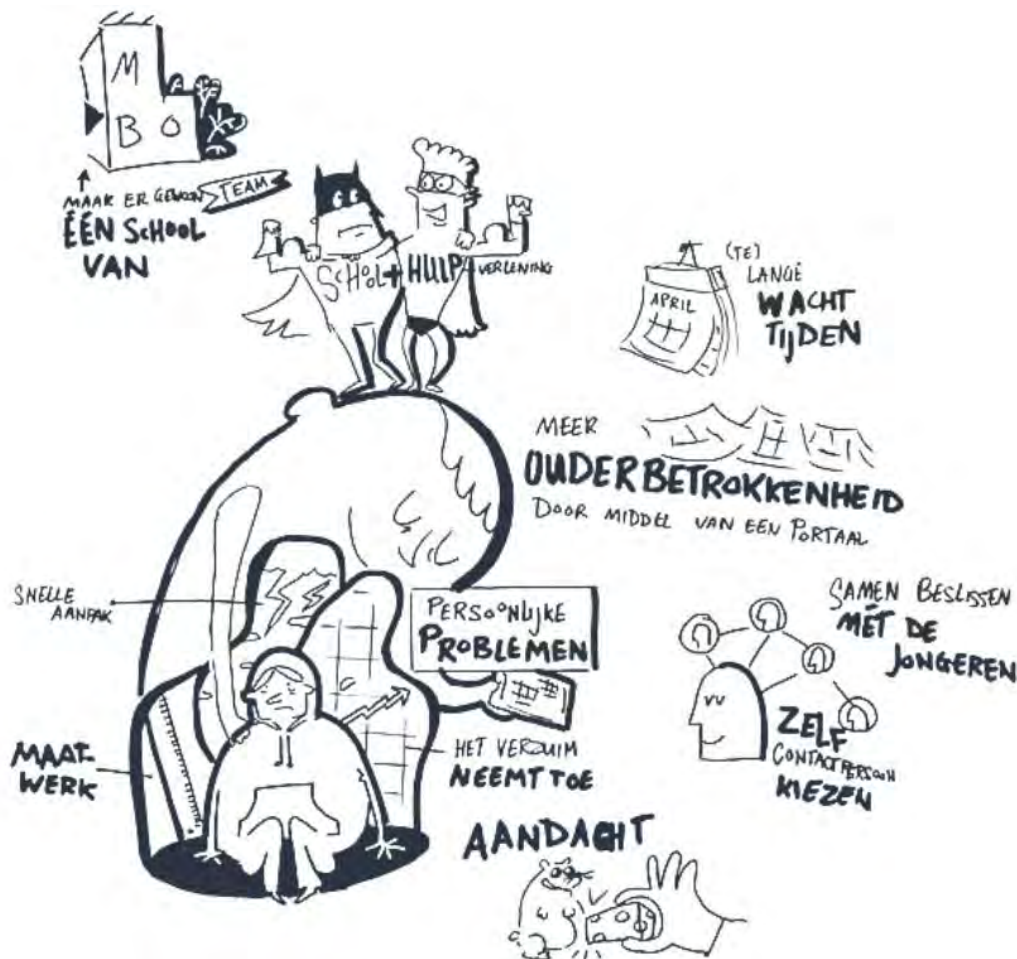 M
B O
MAAK ER GEWOON
ÉÉN SCHOOL
VAN
TEAM
SCHOOL + HULP VERLENING
(TE)
LANGE
WACHT
TIJDEN
APRIL
MEER
OUDERBETROKKENHEID
DOOR MIDDEL VAN EEN PORTAAL
SNELLE
AANPAK
PERSOONLIJKE
PROBLEMEN
SAMEN BESLISSEN
MÉT DE
JONGEREN
ZELF
CONTACTPERSOON
KIEZEN
MAAT-
WERK
HET VERZUIM
NEEMT TOE
AANDACHT